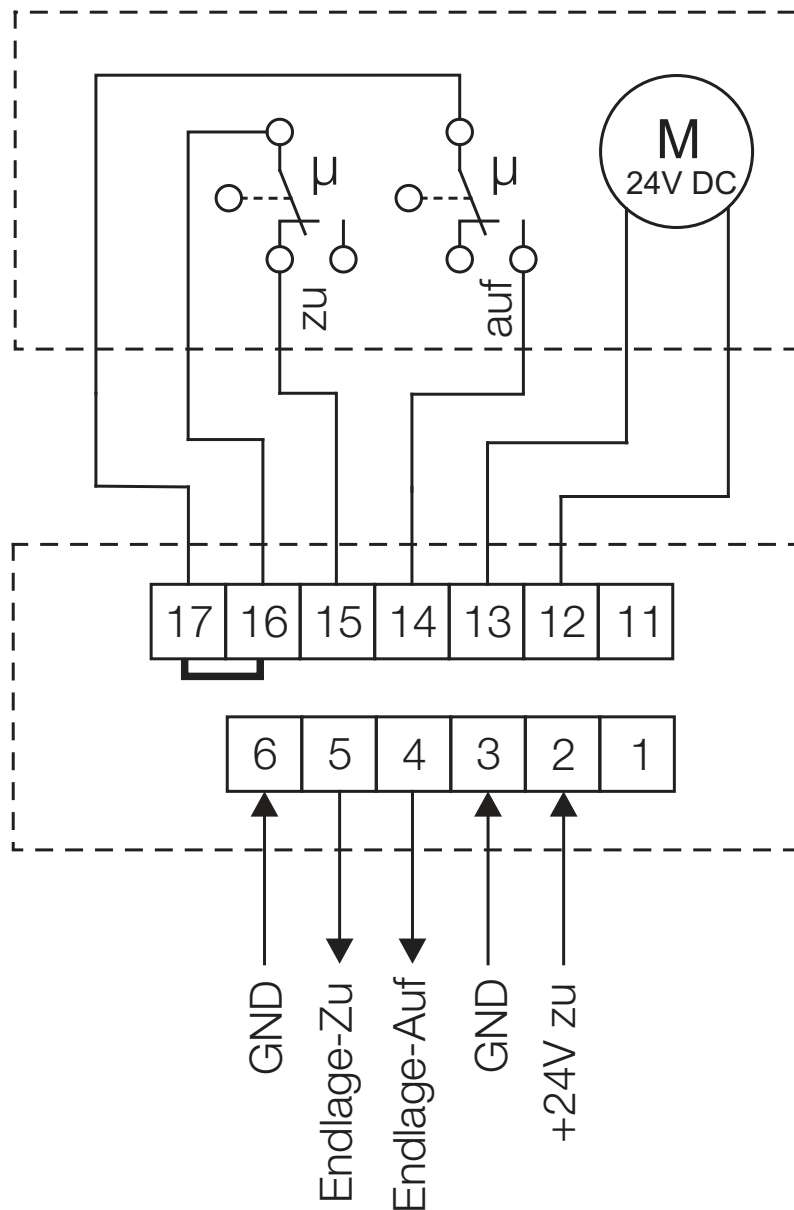 M
24V DC
µ
µ
zu
auf
17 16 15 14 13 12 11
6 5 4 3 2 1
GND
Endlage-Zu
Endlage-Auf
GND
+24V zu